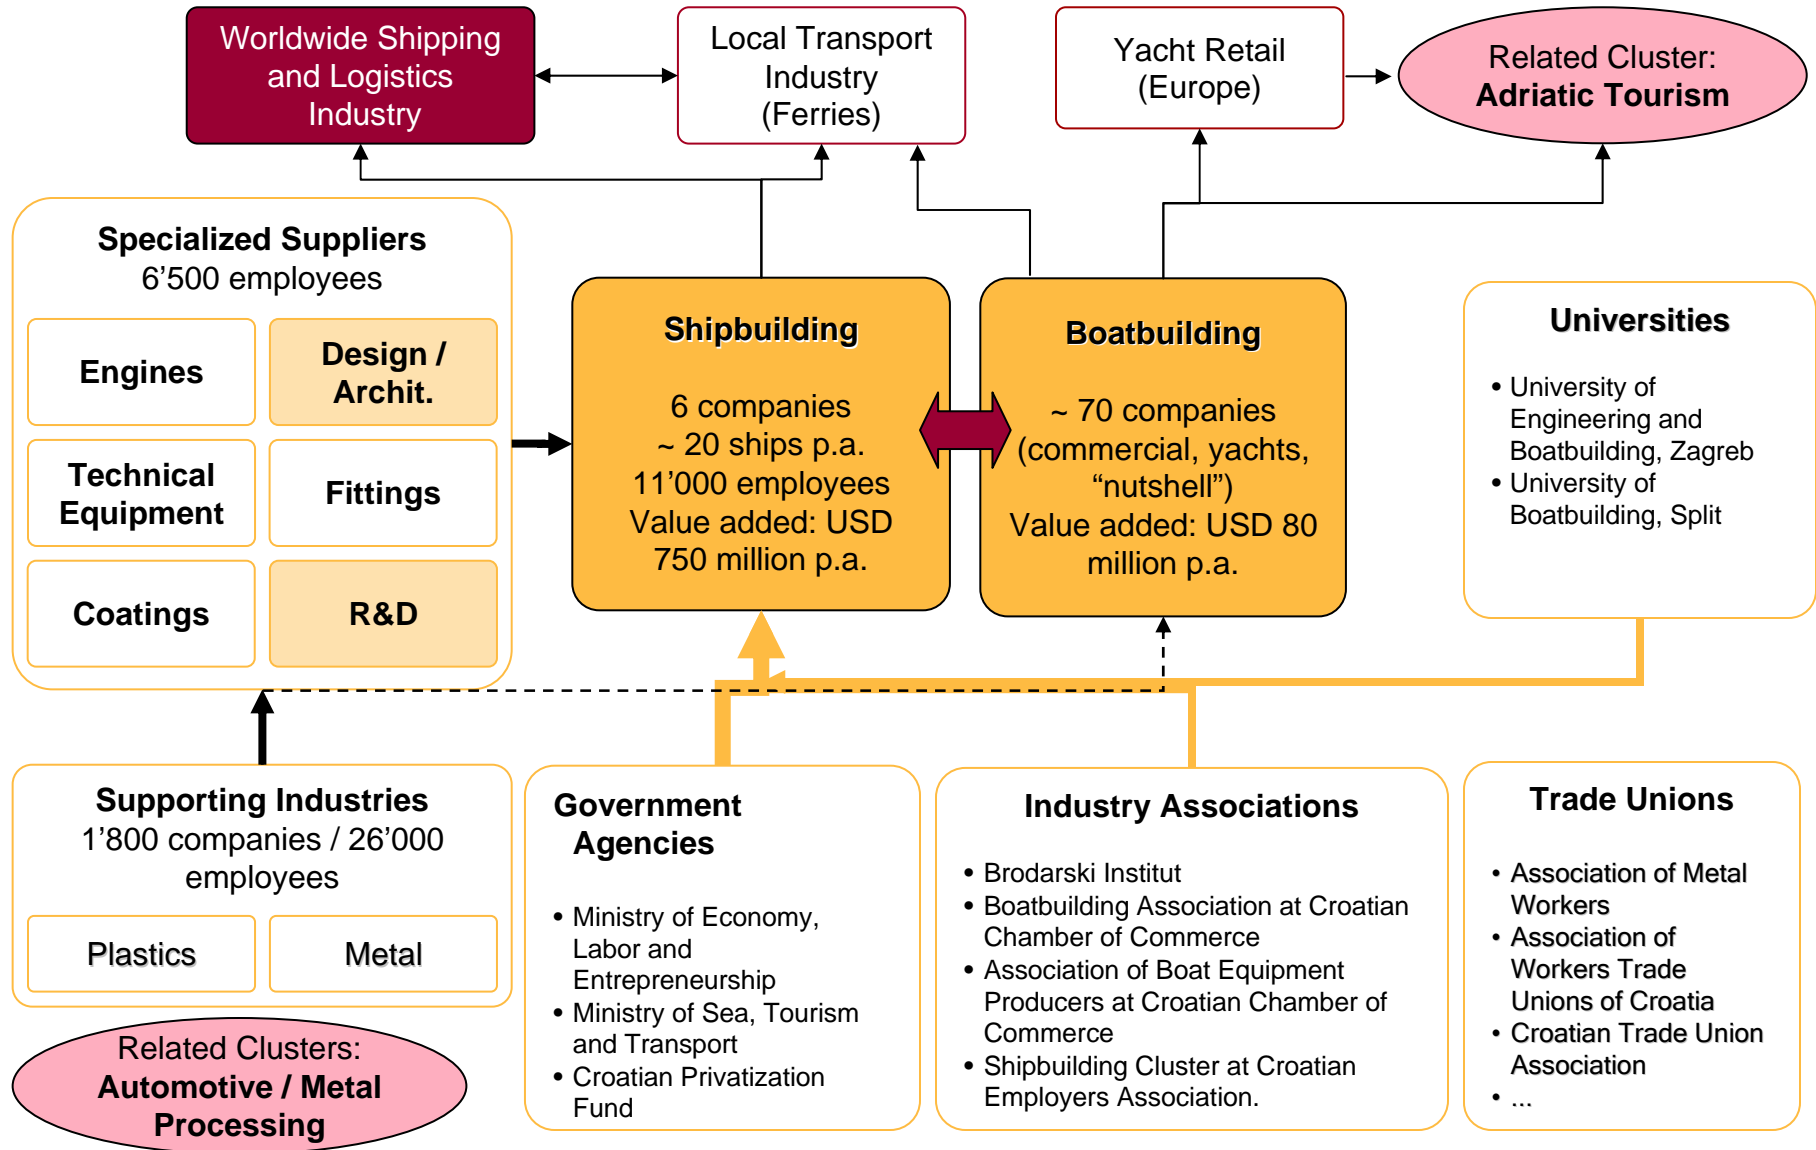 Worldwide Shipping
and Logistics
Industry
Local Transport
Industry
(Ferries)
Yacht Retail
(Europe)
Related Cluster:
Adriatic Tourism
Specialized Suppliers
6’500 employees
Engines
Design /
Archit.
Technical
Equipment
Fittings
Coatings
R&D
Shipbuilding
6 companies
~ 20 ships p.a.
11’000 employees
Value added: USD
750 million p.a.
Boatbuilding
~ 70 companies
(commercial, yachts,
“nutshell”)
Value added: USD 80
million p.a.
Universities
• University of
Engineering and
Boatbuilding, Zagreb
• University of
Boatbuilding, Split
Supporting Industries
1’800 companies / 26’000
employees
Plastics
Metal
Related Clusters:
Automotive / Metal
Processing
Government
Agencies
• Ministry of Economy,
Labor and
Entrepreneurship
• Ministry of Sea, Tourism
and Transport
• Croatian Privatization
Fund
Industry Associations
• Brodarski Institut
• Boatbuilding Association at Croatian
Chamber of Commerce
• Association of Boat Equipment
Producers at Croatian Chamber of
Commerce
• Shipbuilding Cluster at Croatian
Employers Association.
Trade Unions
• Association of Metal
Workers
• Association of
Workers Trade
Unions of Croatia
• Croatian Trade Union
Association
• ...